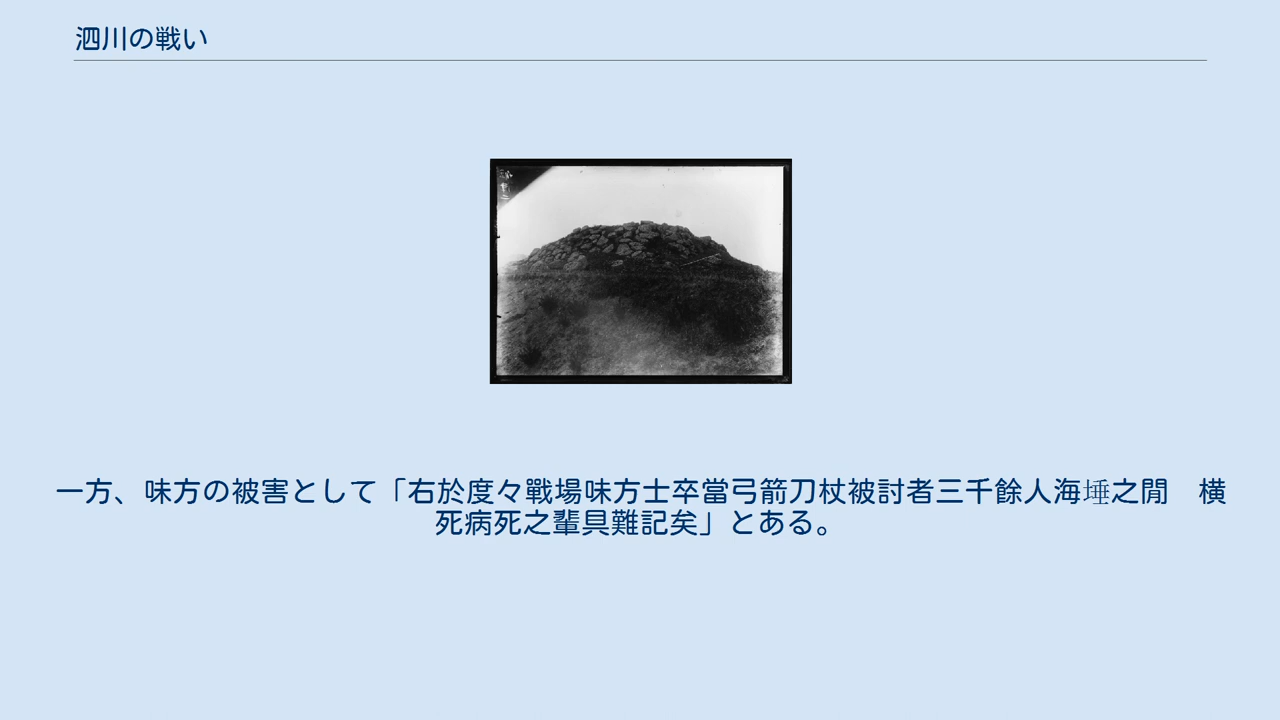 泗川の戦い
一方、味方の被害として「右於度々戰場味方士卒當弓箭刀杖被討者三千餘人海埵之閒　横
死病死之輩具難記矣」とある。